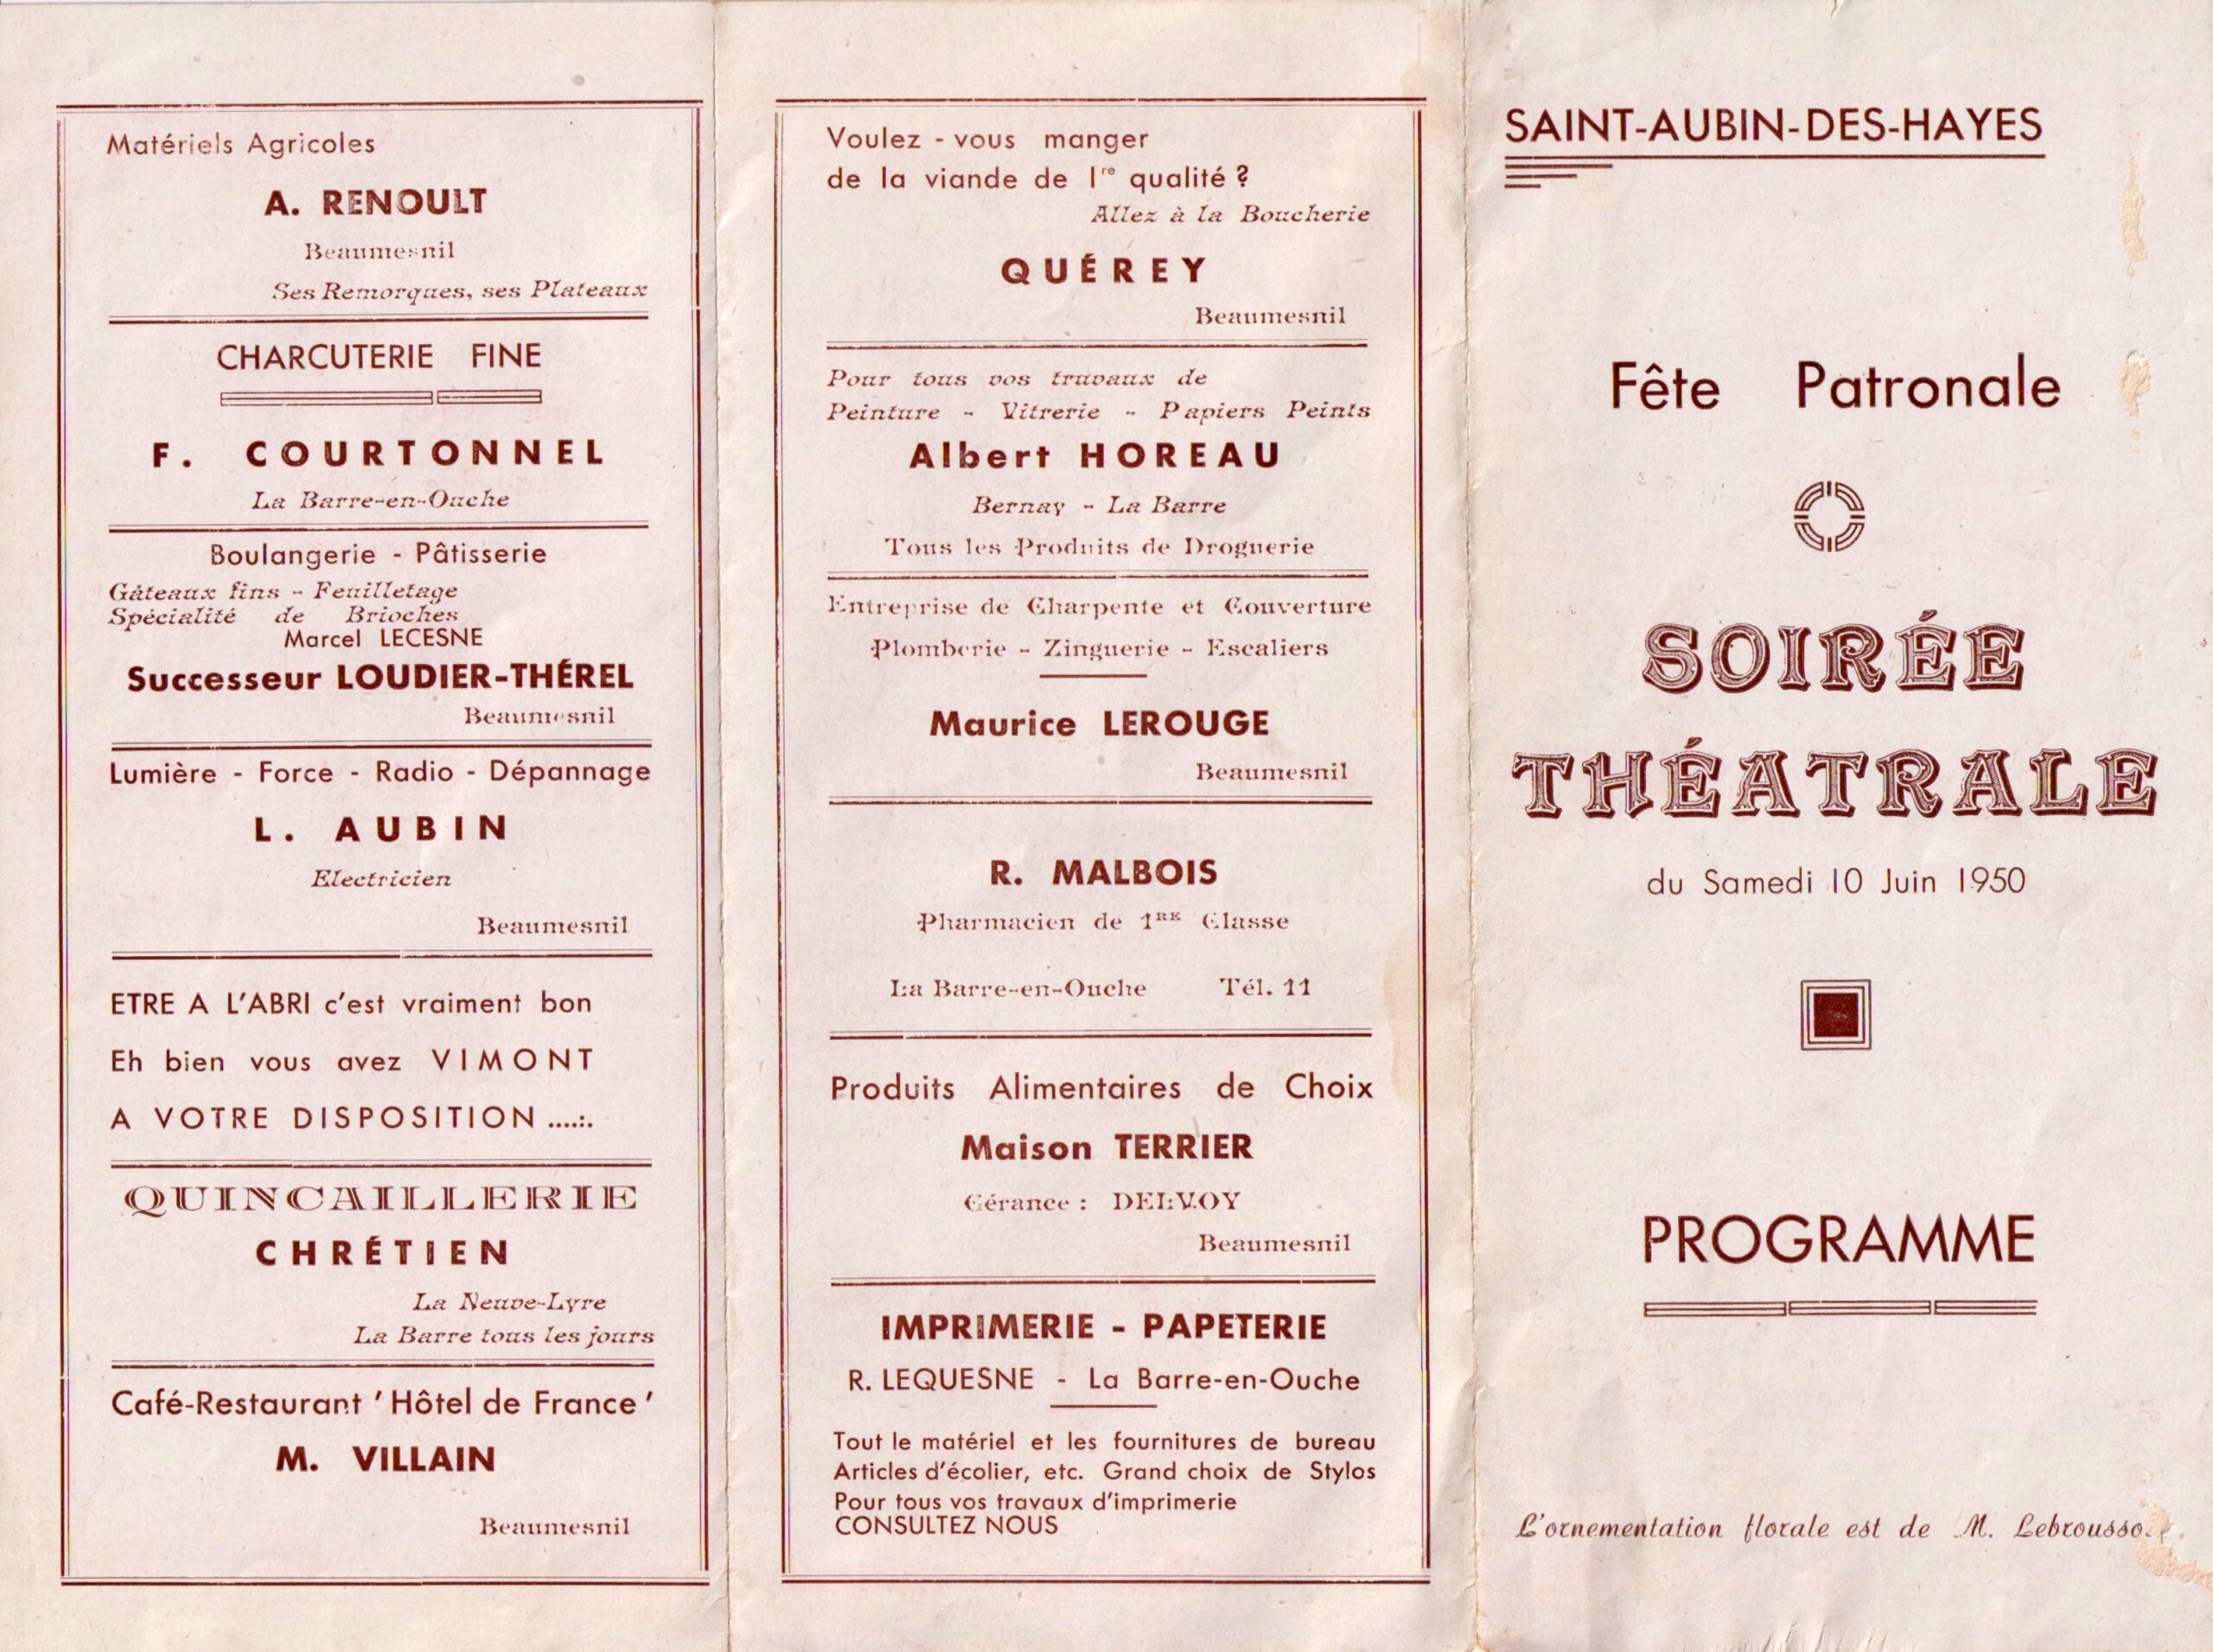 Matériels Agricoles
A. RENOULT
Beaumesnil
Ses Remorques, ses Plateaux
CHARCUTERIE FINE
F. COURTONNEL
La Barre-en-Ouche
Boulangerie - Pâtisserie
Gâteaux fins - Feuilletage
Spécialité de Brioches
Marcel LECESNE
Successeur LOUDIER-THÉREL
Beaumesnil
Lumière - Force - Radio - Dépannage
L. AUBIN
Electricien
Beaumesnil
ETRE A L'ABRI c'est vraiment bon
Eh bien vous avez VIMONT
A VOTRE DISPOSITION ....:.
QUINCAILLERIE
CHRÉTIEN
La Neuve-Lyre
La Barre tous les jours
Café-Restaurant ' Hôtel de France '
M. VILLAIN
Beaumesnil
Voulez - vous manger
de la viande de 1re qualité ?
Allez à la Boucherie
QUÉREY
Beaumesnil
Pour tous vos travaux de
Peinture - Vitrerie - Papiers Peints
Albert HOREAU
Bernay - La Barre
Tous les Produits de Droguerie
Entreprise de Charpente et Couverture
Plomberie - Zinguerie - Escaliers
Maurice LEROUGE
Beaumesnil
R. MALBOIS
Pharmacien de 1RE Classe
La Barre-en-Ouche Tél. 11
Produits Alimentaires de Choix
Maison TERRIER
Gérance : DELVOY
Beaumesnil
IMPRIMERIE - PAPETERIE
R. LEQUESNE - La Barre-en-Ouche
Tout le matériel et les fournitures de bureau
Articles d'écolier, etc. Grand choix de Stylos
Pour tous vos travaux d'imprimerie
CONSULTEZ NOUS
SAINT-AUBIN-DES-HAYES
Fête Patronale
SOIRÉE
THÉATRALE
du Samedi 10 Juin 1950
PROGRAMME
L'ornementation florale est de M.